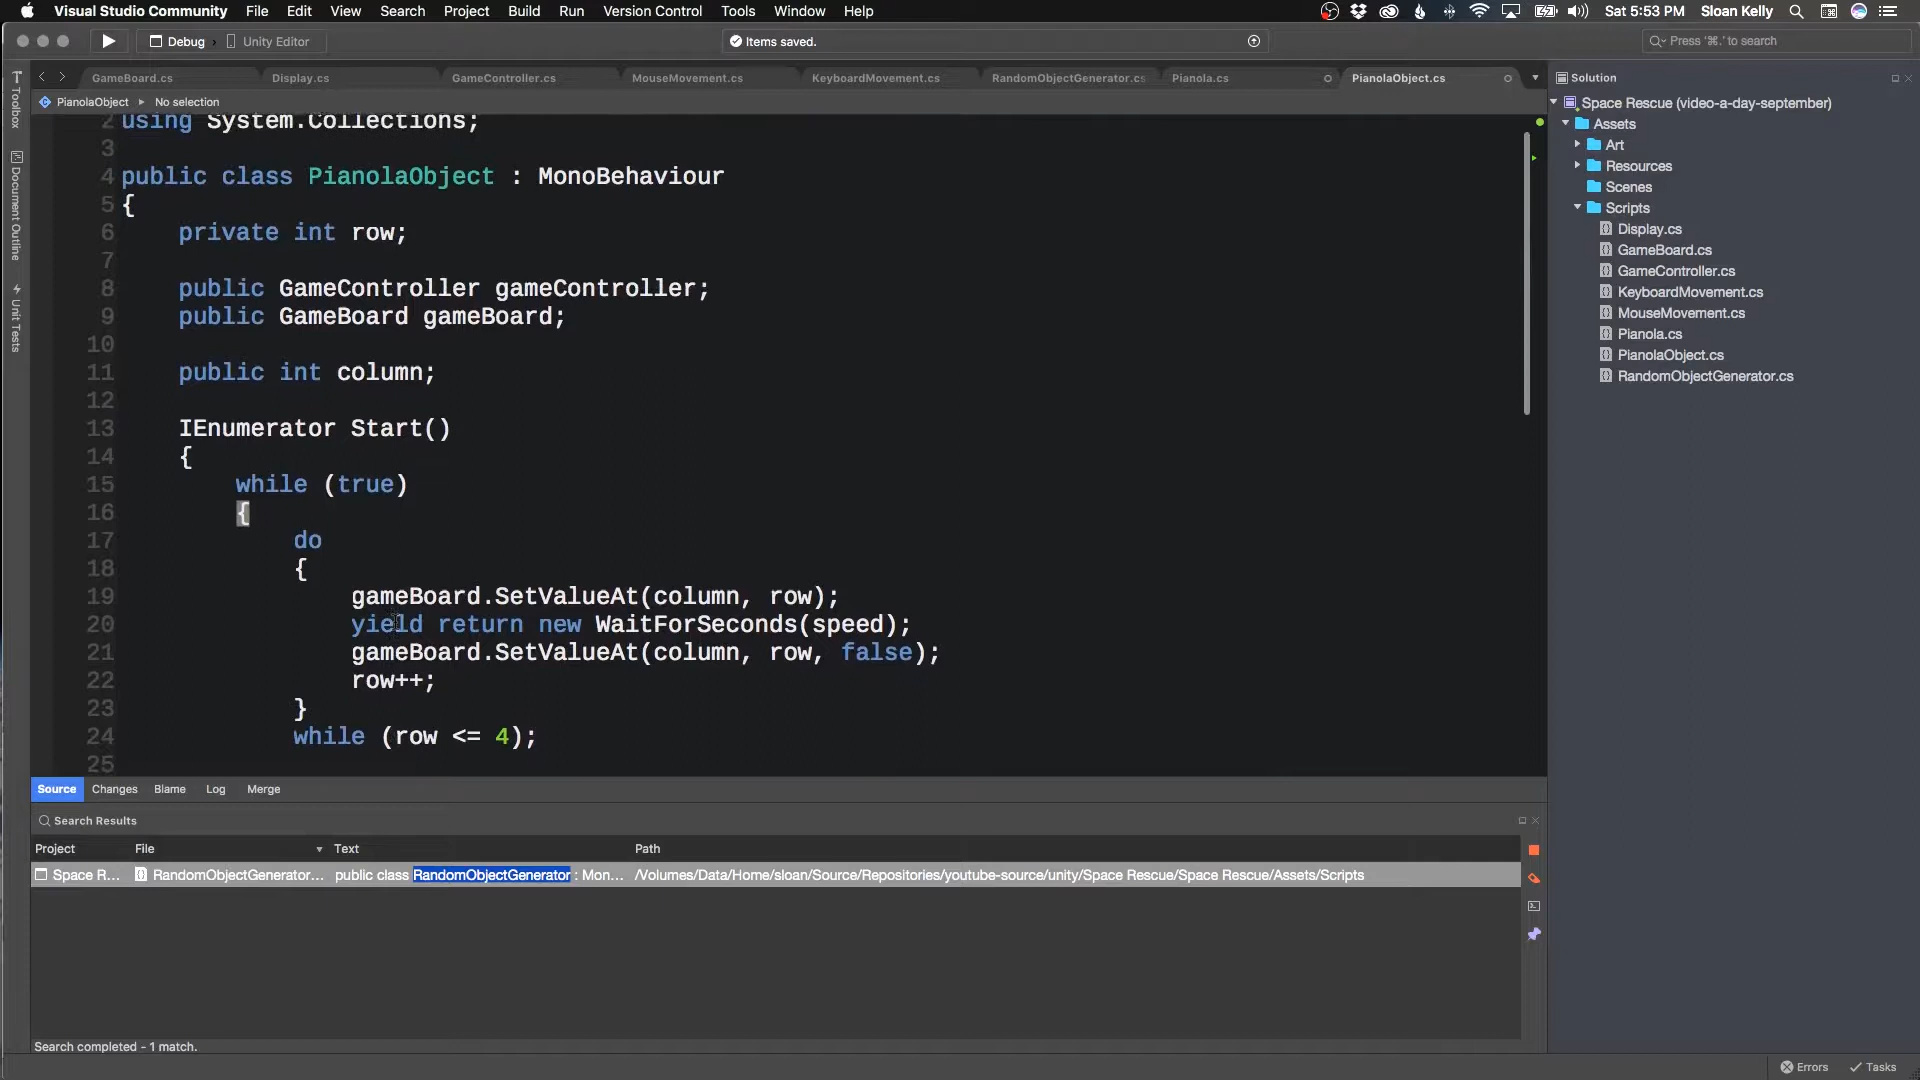 Visual Studio Community File Edit View Search Project Build Run Version Control Tools Window Help Sat 5:53 PM Sloan Kelly
Debug Unity Editor Items saved. Press '⌘.' to search
GameBoard.cs Display.cs GameController.cs MouseMovement.cs KeyboardMovement.cs RandomObjectGenerator.cs Pianola.cs PianolaObject.cs
PianolaObject No selection
Toolbox
Document Outline
Unit Tests
2 using System.Collections;
3
4 public class PianolaObject : MonoBehaviour
5 {
6 private int row;
7
8 public GameController gameController;
9 public GameBoard gameBoard;
10
11 public int column;
12
13 IEnumerator Start()
14 {
15 while (true)
16 {
17 do
18 {
19 gameBoard.SetValueAt(column, row);
20 yield return new WaitForSeconds(speed);
21 gameBoard.SetValueAt(column, row, false);
22 row++;
23 }
24 while (row <= 4);
25
Source Changes Blame Log Merge
Search Results
Project File Text Path
Space R... RandomObjectGenerator... public class RandomObjectGenerator : Mon... /Volumes/Data/Home/sloan/Source/Repositories/youtube-source/unity/Space Rescue/Space Rescue/Assets/Scripts
Search completed - 1 match.
Solution
Space Rescue (video-a-day-september)
Assets
Art
Resources
Scenes
Scripts
Display.cs
GameBoard.cs
GameController.cs
KeyboardMovement.cs
MouseMovement.cs
Pianola.cs
PianolaObject.cs
RandomObjectGenerator.cs
Errors Tasks